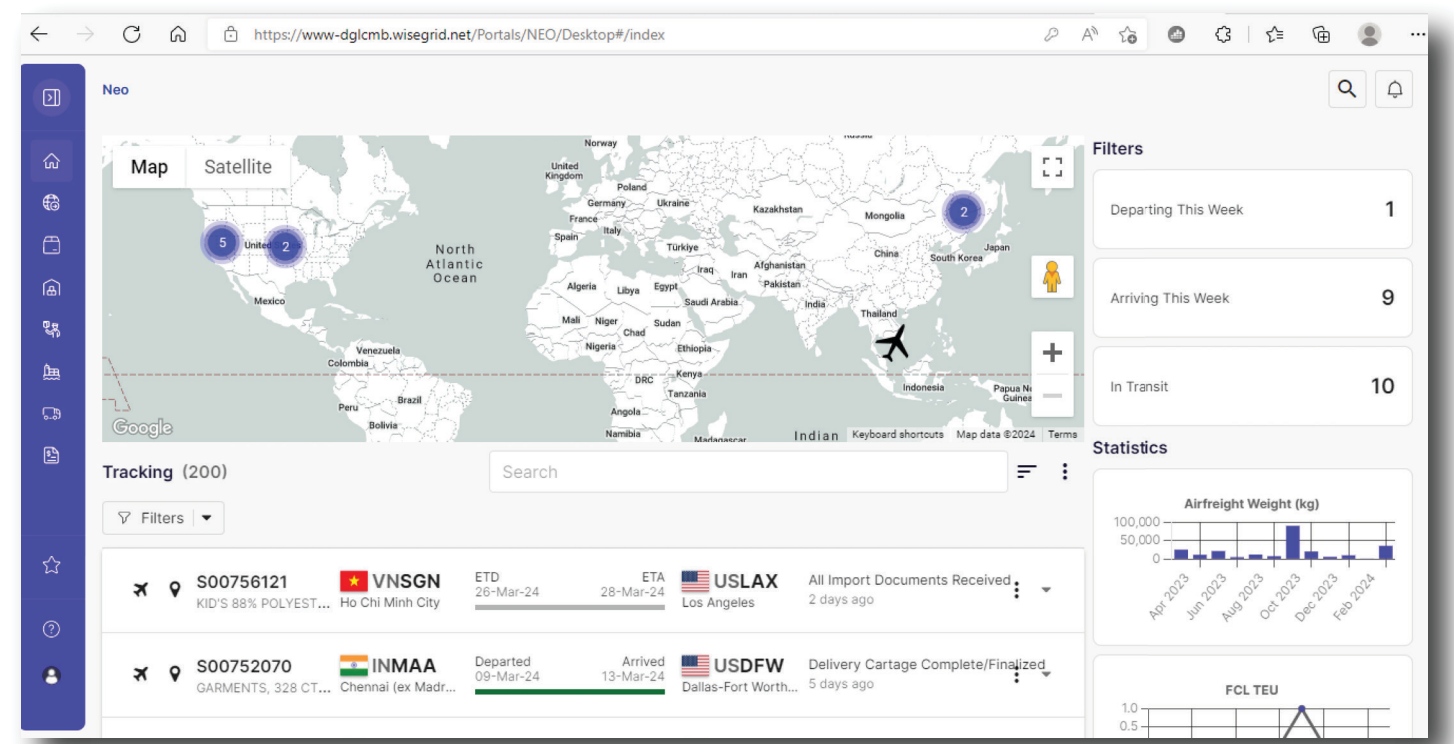 https://www-dglcmb.wisegrid.net/Portals/NEO/Desktop#/index
Neo
Map Satellite
Norway
United
Kingdom
Poland
Germany Ukraine
France
Kazakhstan
Mongolia
2
Spain Italy
5 United 2
North
Atlantic
Ocean
Türkiye
China
South Korea
Japan
Iraq Iran Afghanistan
Pakistan
Algeria Libya Egypt
Saudi Arabia
India
Mexico
Thailand
Mali Niger Sudan
Chad
Nigeria Ethiopia
Venezuela
Colombia
DRC Kenya
Tanzania
Indonesia
Papua
Guinea
Peru Brazil
Angola
Bolivia
Namibia
Madagascar
Google
Indian
Keyboard shortcuts Map data ©2024 Terms
Filters
Departing This Week 1
Arriving This Week 9
In Transit 10
Statistics
Airfreight Weight (kg)
100,000
50,000
0
Apr 2023 Jun 2023 Aug 2023 Oct 2023 Dec 2023 Feb 2024
FCL TEU
1.0
0.5
Tracking (200)
Search
Filters
S00756121 VNSGN ETD ETA USLAX All Import Documents Received
KID'S 88% POLYEST... Ho Chi Minh City 26-Mar-24 28-Mar-24 Los Angeles 2 days ago
S00752070 INMAA Departed Arrived USDFW Delivery Cartage Complete/Finalized
GARMENTS, 328 CT... Chennai (ex Madr... 09-Mar-24 13-Mar-24 Dallas-Fort Worth... 5 days ago